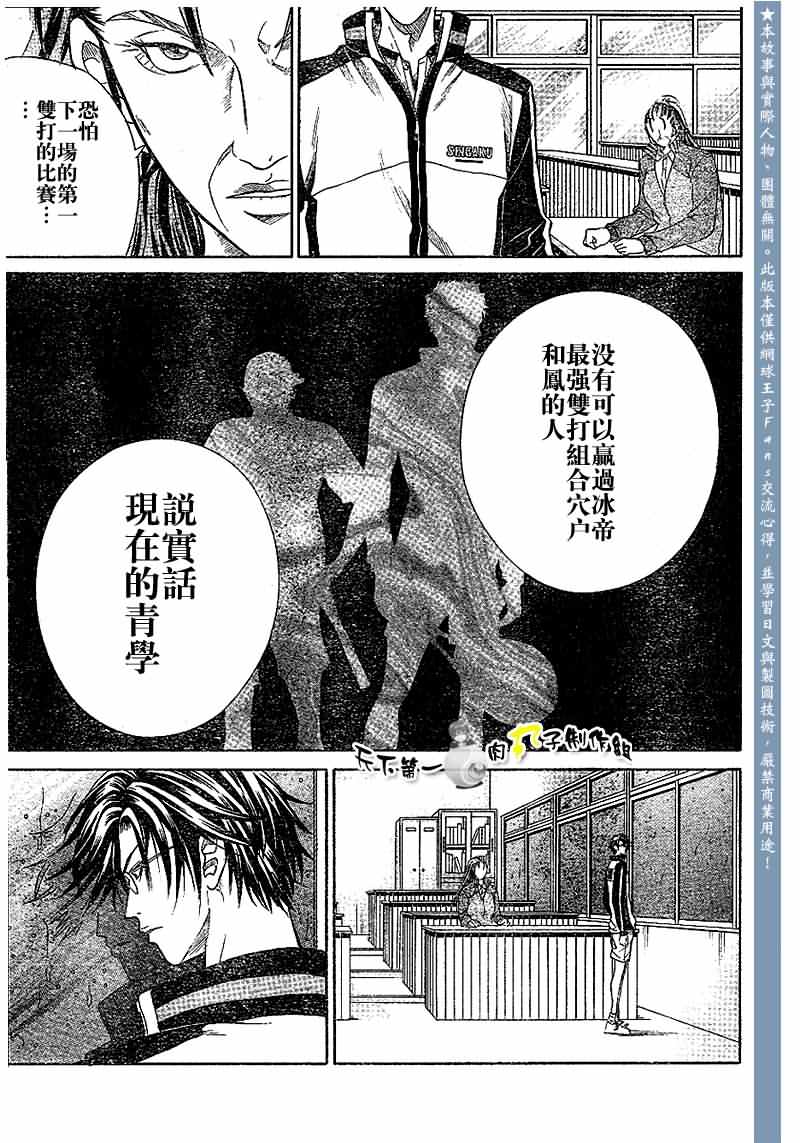 SEIGAKU
恐怕
下一場的第一
雙打的比賽…
…
没有可以贏過冰帝
最强雙打組合穴户
和鳳的人
説實話
現在的青學
天下第一
肉丸子制作組
★本故事與實際人物、團體無關。此版本僅供網球王子Fans交流心得，並學習日文與製圖技術，嚴禁商業用途！